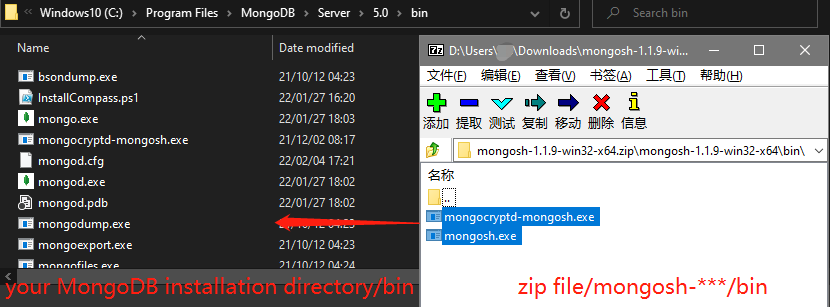 Windows10 (C:) > Program Files > MongoDB > Server > 5.0 > bin
Name
Date modified
bsondump.exe 21/10/12 04:23
InstallCompass.ps1 22/01/27 16:20
mongo.exe 22/01/27 18:02
mongocryptd-mongosh.exe 21/12/02 08:17
mongod.cfg 22/02/04 17:21
mongod.exe 22/01/27 18:02
mongod.pdb 22/01/27 18:02
mongodump.exe 21/10/12 04:23
mongoexport.exe 21/10/12 04:23
mongofiles.exe 21/10/12 04:24
your MongoDB installation directory/bin
7z D:\Users\ \Downloads\mongosh-1.1.9-wi...
文件(F) 编辑(E) 查看(V) 书签(A) 工具(T) 帮助(H)
添加 提取 测试 复制 移动 删除 信息
mongosh-1.1.9-win32-x64.zip\mongosh-1.1.9-win32-x64\bin\
名称
..
mongocryptd-mongosh.exe
mongosh.exe
zip file/mongosh-***/bin